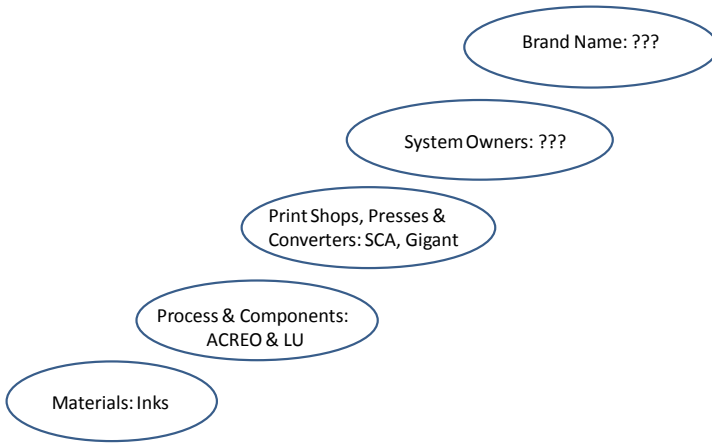 Brand Name: ???
System Owners: ???
Print Shops, Presses &
Converters: SCA, Gigant
Process & Components:
ACREO & LU
Materials: Inks